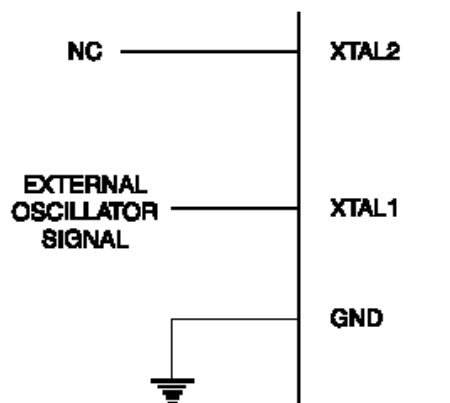 NC
XTAL2
EXTERNAL
OSCILLATOR
SIGNAL
XTAL1
GND